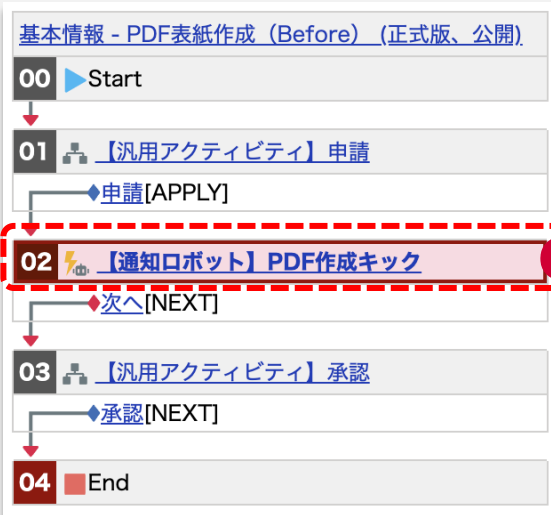 基本情報 - PDF表紙作成（Before） (正式版、公開)
00 Start
01 【汎用アクティビティ】申請
申請[APPLY]
02 【通知ロボット】PDF作成キック
次へ[NEXT]
03 【汎用アクティビティ】承認
承認[NEXT]
04 End